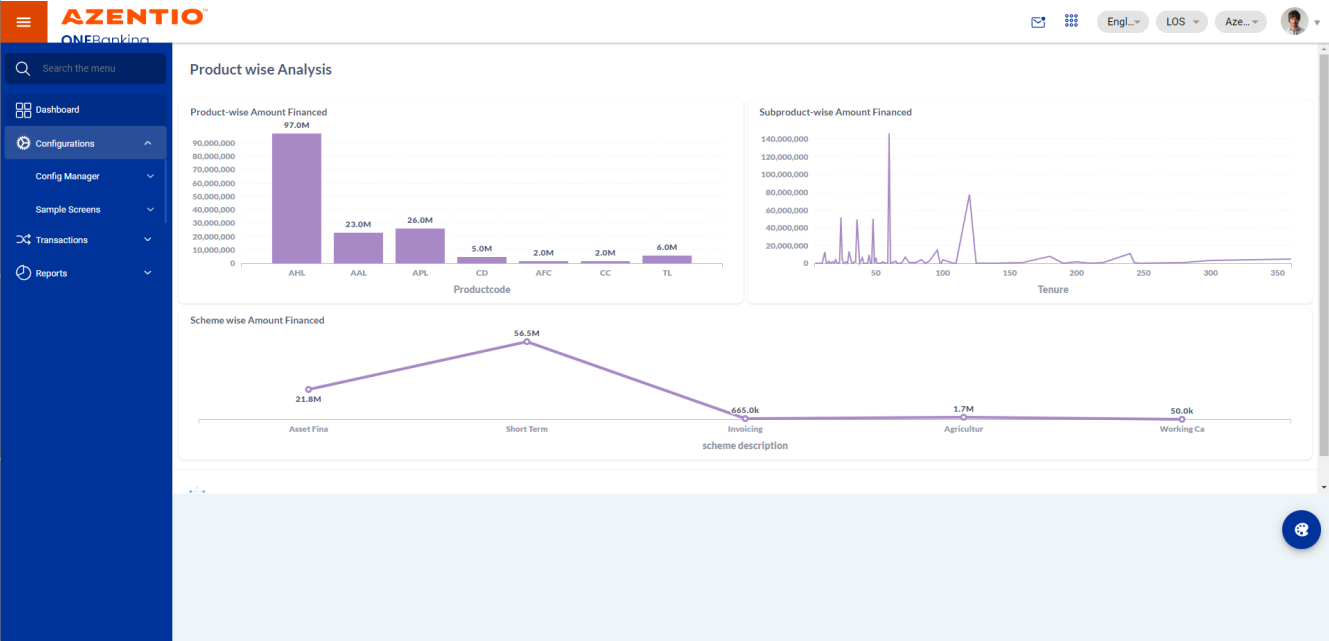 AZENTIO™
ONEBanking
Engl...
LOS
Aze...
Search the menu
Dashboard
Configurations
Config Manager
Sample Screens
Transactions
Reports
Product wise Analysis
Product-wise Amount Financed
97.0M
90,000,000
80,000,000
70,000,000
60,000,000
50,000,000
40,000,000
30,000,000
20,000,000
10,000,000
0
23.0M
26.0M
5.0M
2.0M
2.0M
6.0M
AHL
AAL
APL
CD
AFC
CC
TL
Productcode
Subproduct-wise Amount Financed
140,000,000
120,000,000
100,000,000
80,000,000
60,000,000
40,000,000
20,000,000
0
50
100
150
200
250
300
350
Tenure
Scheme wise Amount Financed
21.8M
56.5M
665.0k
1.7M
50.0k
Asset Fina
Short Term
Invoicing
Agricultur
Working Ca
scheme description